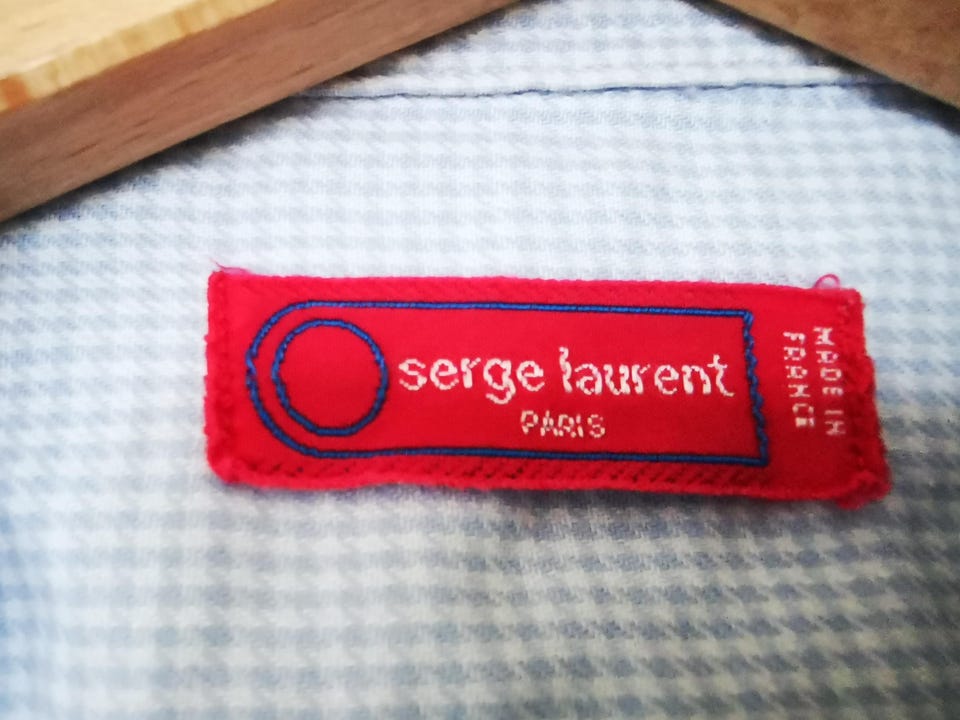 serge laurent
PARIS
MADE IN
FRANCE